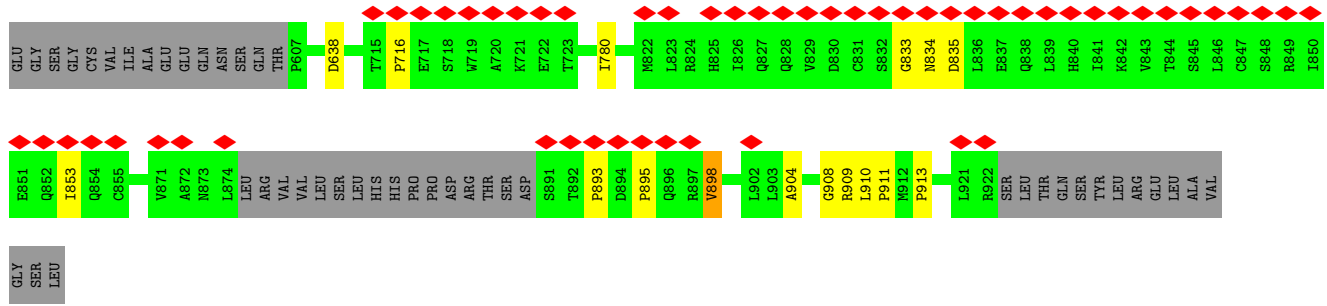 GLU GLY SER GLY CYS VAL ILE ALA GLU GLU GLN ASN SER GLN THR P607 D638 T715 P716 E717 S718 W719 A720 K721 E722 T723 I780 M822 L823 R824 H825 I826 Q827 Q828 V829 D830 C831 S832 G833 N834 D835 L836 E837 Q838 L839 H840 I841 K842 V843 T844 S845 L846 C847 S848 R849 I850
E851 Q852 I853 Q854 C855 V871 A872 N873 L874 LEU ARG VAL VAL LEU SER LEU HIS HIS PRO PRO ASP ARG THR SER ASP S891 T892 P893 D894 P895 Q896 R897 V898 L902 L903 A904 G908 R909 L910 P911 M912 P913 L921 R922 SER LEU THR GLN SER TYR LEU ARG GLU LEU ALA VAL
GLY SER LEU